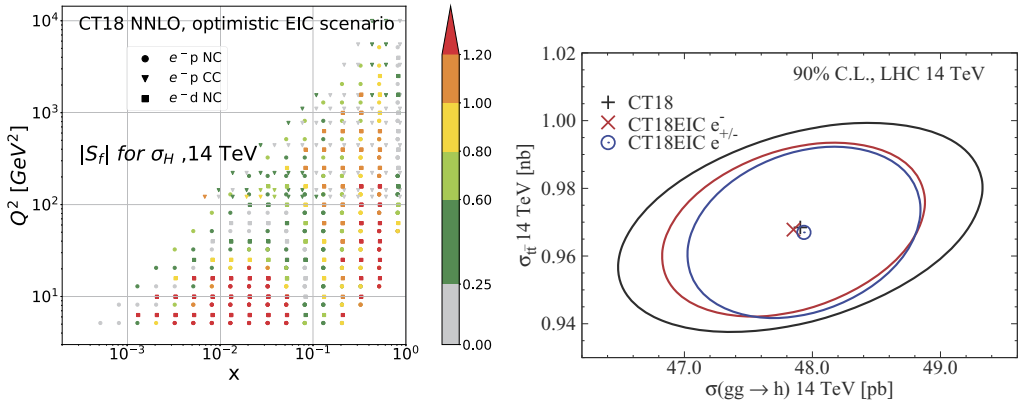 CT18 NNLO, optimistic EIC scenario
e⁻p NC
e⁻p CC
e⁻d NC
|S_f| for σ_H ,14 TeV
Q² [GeV²]
10⁴
10³
10²
10¹
10⁻³
10⁻²
10⁻¹
10⁰
x
1.20
1.00
0.80
0.60
0.25
0.00
90% C.L., LHC 14 TeV
CT18
CT18EIC e⁻
CT18EIC e⁺/⁻
σ_tt̄ 14 TeV [nb]
1.02
1.00
0.98
0.96
0.94
47.0
48.0
49.0
σ(gg → h) 14 TeV [pb]